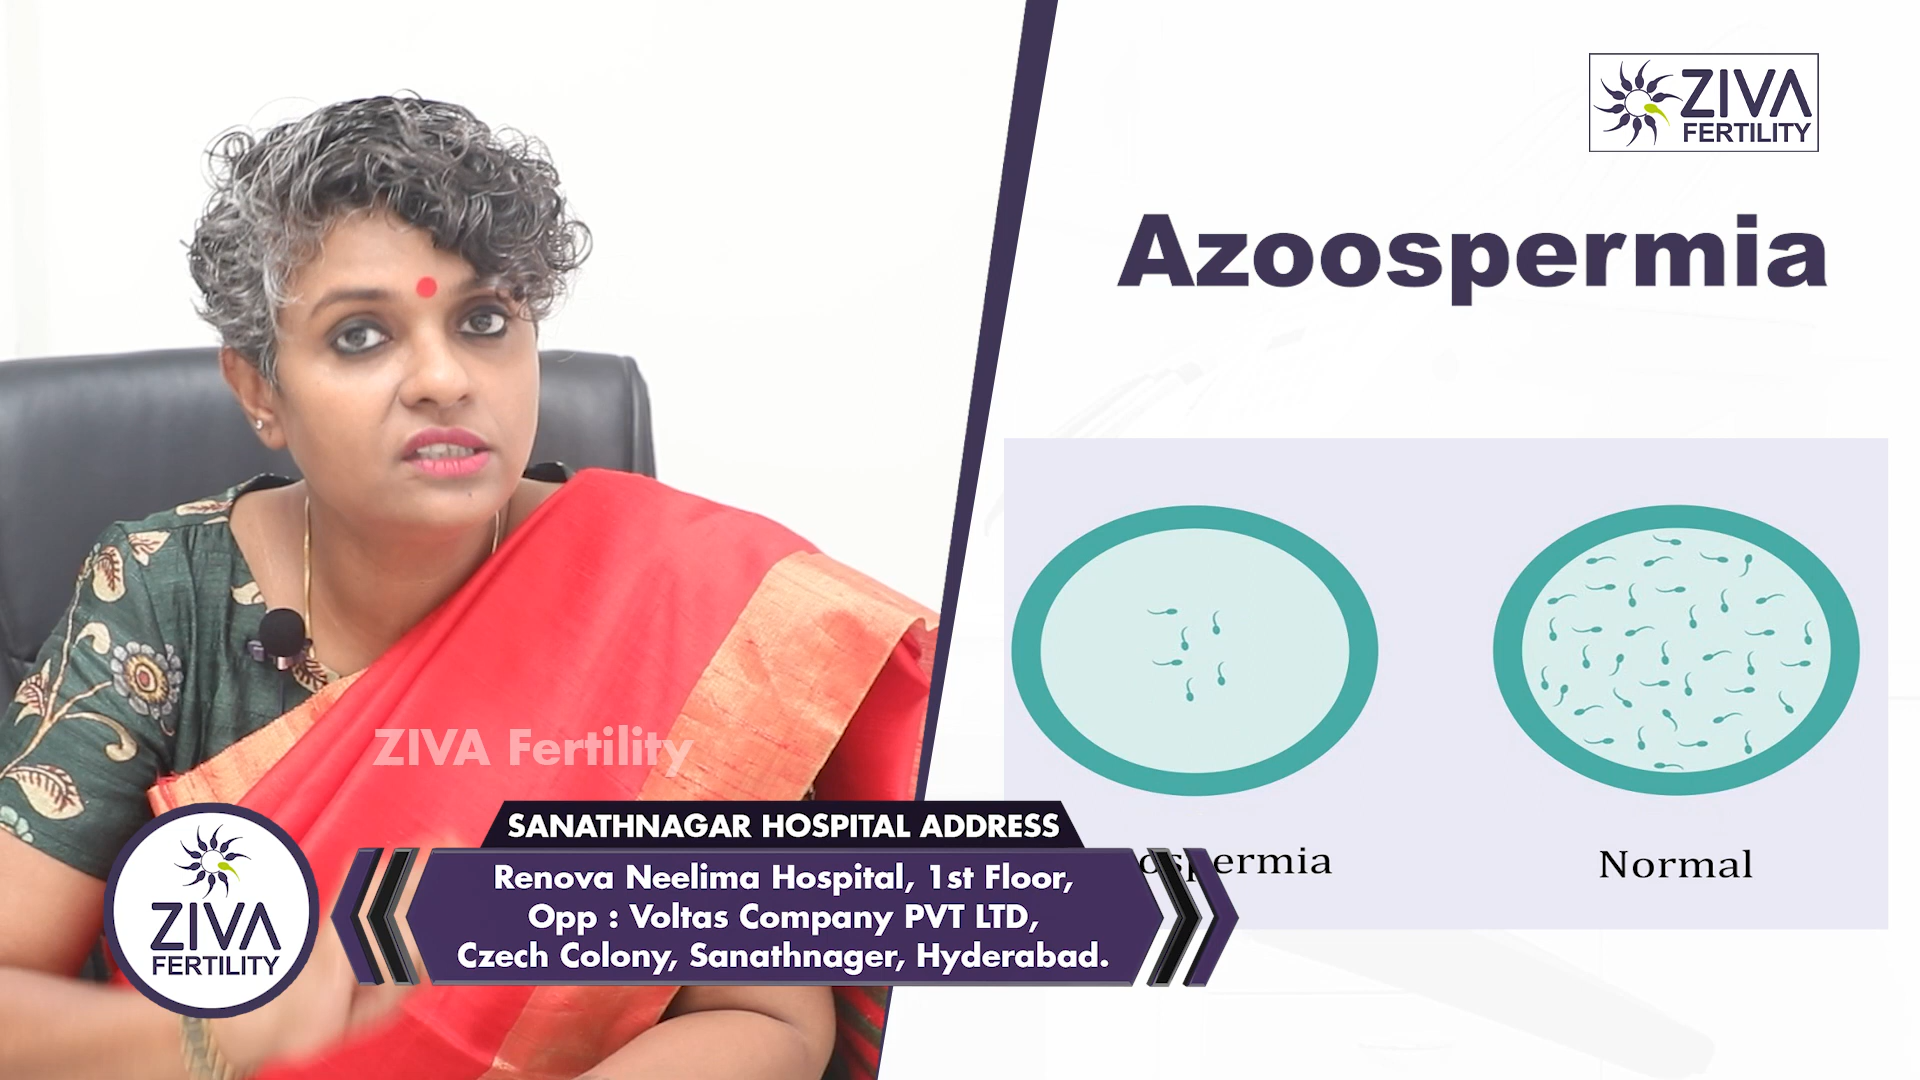 ZIVA
FERTILITY
Azoospermia
ZIVA Fertility
SANATHNAGAR HOSPITAL ADDRESS
Renova Neelima Hospital, 1st Floor,
Opp : Voltas Company PVT LTD,
Czech Colony, Sanathnager, Hyderabad.
ZIVA
FERTILITY
Normal